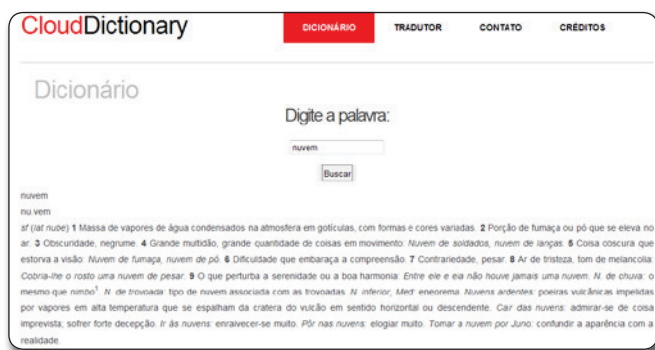 CloudDictionary
DICIONÁRIO TRADUTOR CONTATO CRÉDITOS
Dicionário
Digite a palavra:
nuvem
Buscar
nuvem
nu vem
sf (lat nube) 1 Massa de vapores de água condensados na atmosfera em gotículas, com formas e cores variadas. 2 Porção de fumaça ou pó que se eleva no
ar. 3 Obscuridade, negrume. 4 Grande multidão, grande quantidade de coisas em movimento: Nuvem de soldados, nuvem de lanças. 5 Coisa obscura que
estorva a visão: Nuvem de fumaça, nuvem de pó. 6 Dificuldade que embaraça a compreensão. 7 Contrariedade, pesar. 8 Ar de tristeza, tom de melancolia:
Cobria-lhe o rosto uma nuvem de pesar. 9 O que perturba a serenidade ou a boa harmonia: Entre ele e ela não houve jamais uma nuvem. N. de chuva: o
mesmo que nimbo¹. N. de trovoada: tipo de nuvem associada com as trovoadas. N. inferior, Med: eneorema. Nuvens ardentes: poeiras vulcânicas impelidas
por vapores em alta temperatura que se espalham da cratera do vulcão em sentido horizontal ou descendente. Cair das nuvens: admirar-se de coisa
imprevista; sofrer forte decepção. Ir às nuvens: enraivecer-se muito. Pôr nas nuvens: elogiar muito. Tomar a nuvem por Juno: confundir a aparência com a
realidade.